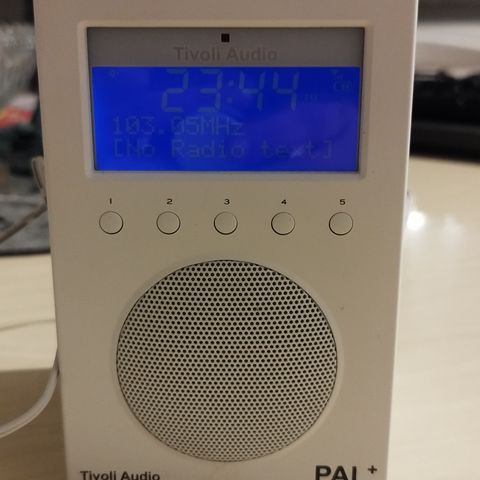 Tivoli Audio
23:44
103.05MHz
[No Radio text]
1 2 3 4 5
Tivoli Audio PAL+